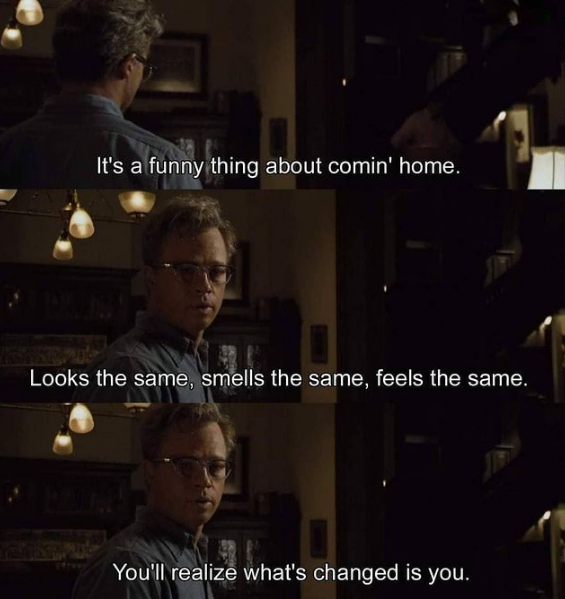 It's a funny thing about comin' home.
Looks the same, smells the same, feels the same.
You'll realize what's changed is you.